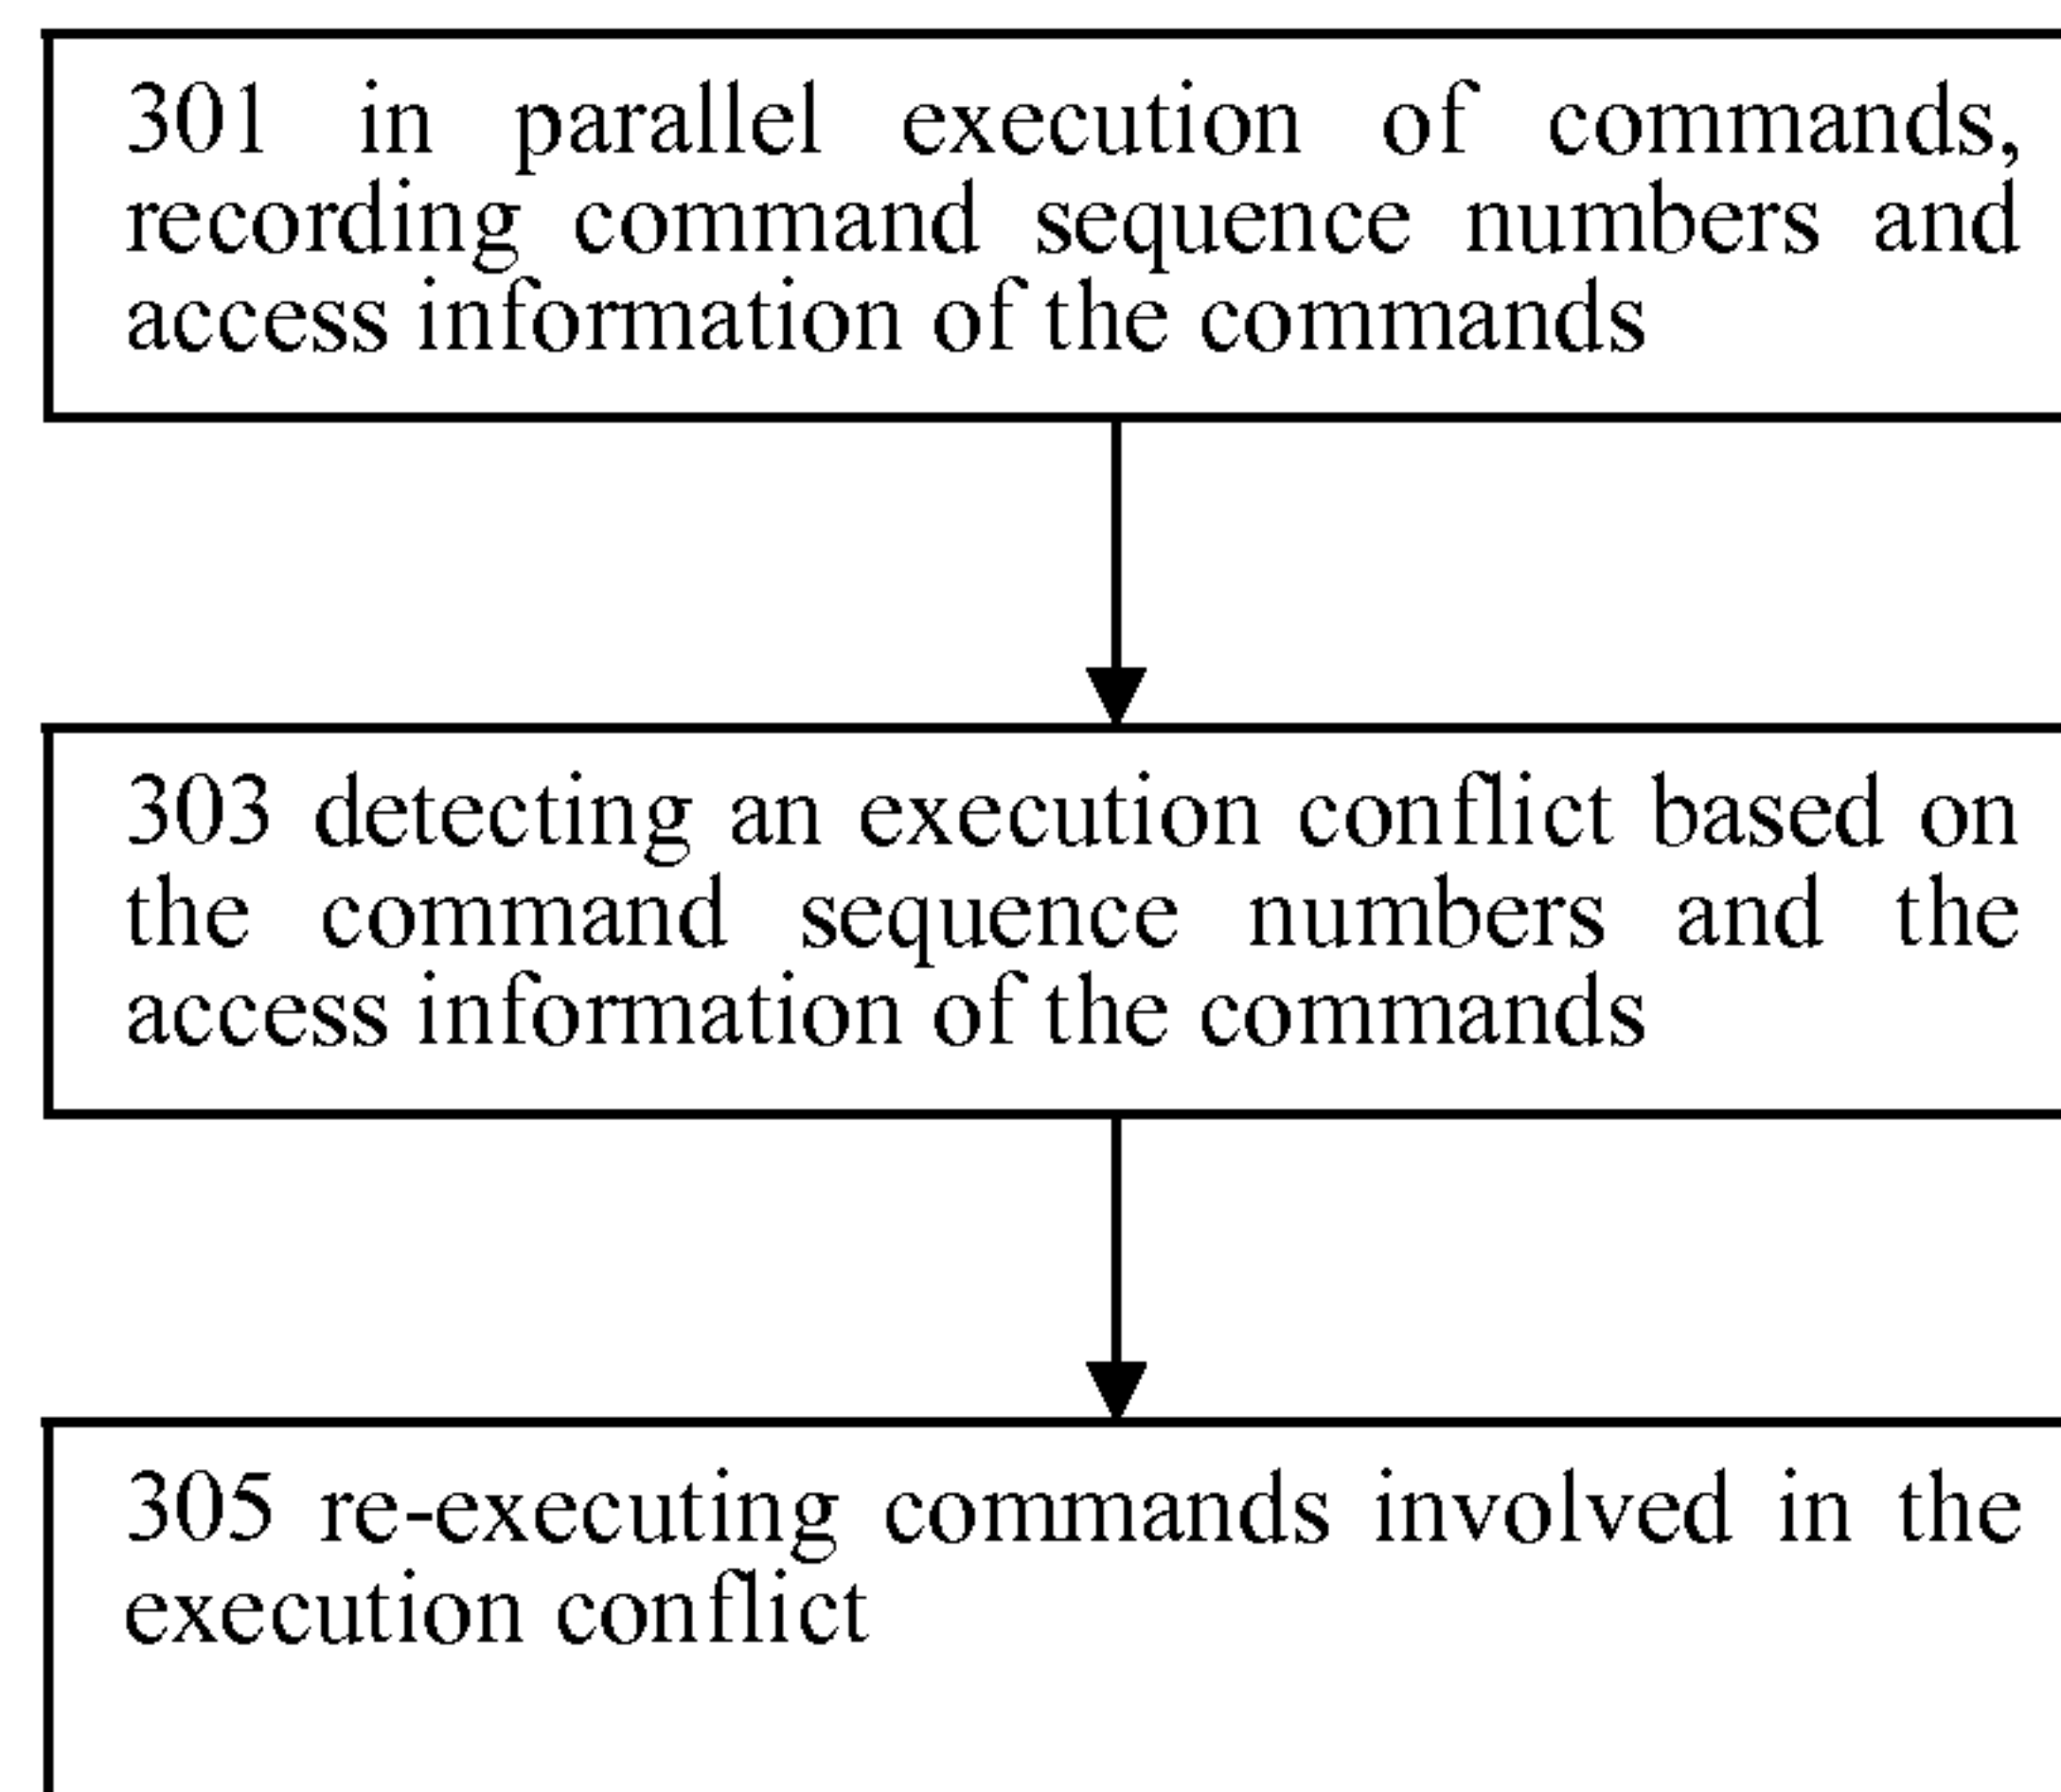 301 in parallel execution of commands,
recording command sequence numbers and
access information of the commands
303 detecting an execution conflict based on
the command sequence numbers and the
access information of the commands
305 re-executing commands involved in the
execution conflict